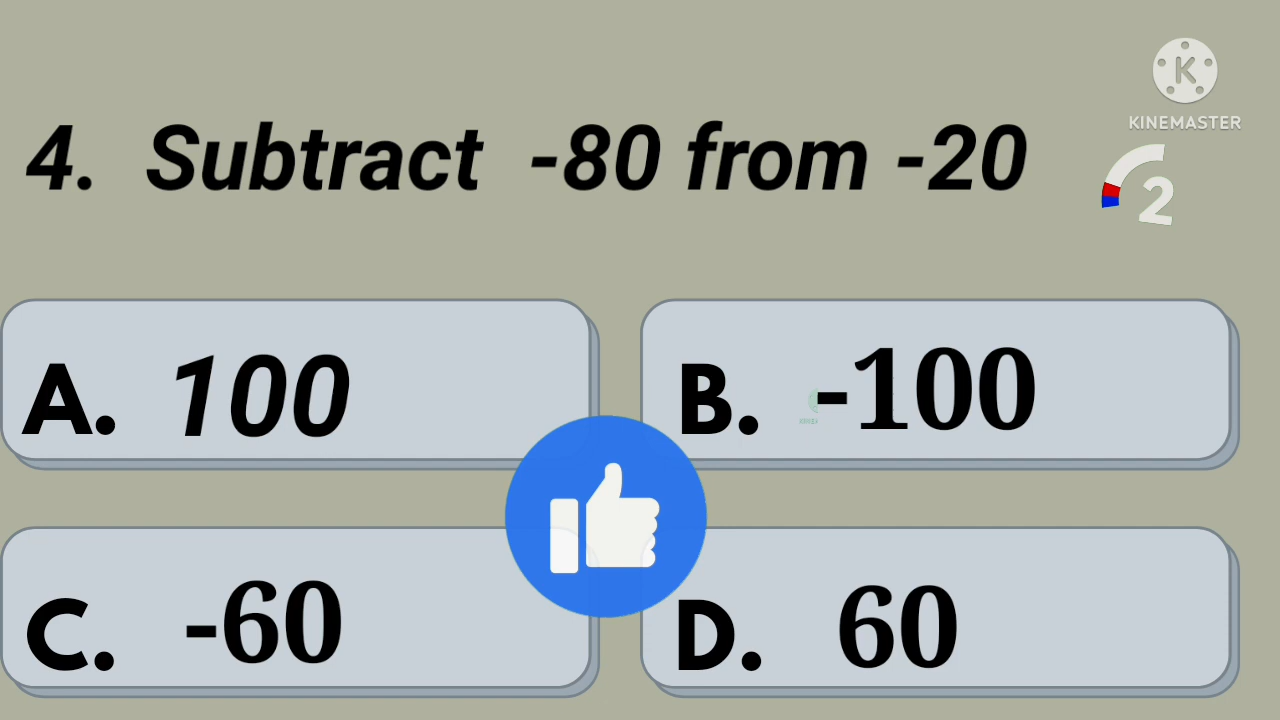 KINEMASTER
4. Subtract -80 from -20
2
A. 100
B. -100
C. -60
D. 60